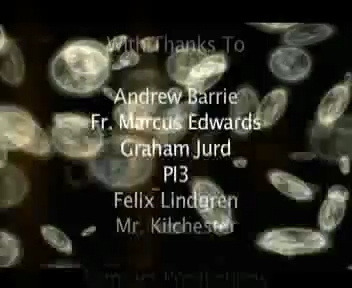 With Thanks To
Andrew Barrie
Fr. Marcus Edwards
Graham Jurd
PI3
Felix Lindgren
Mr. Kilchester